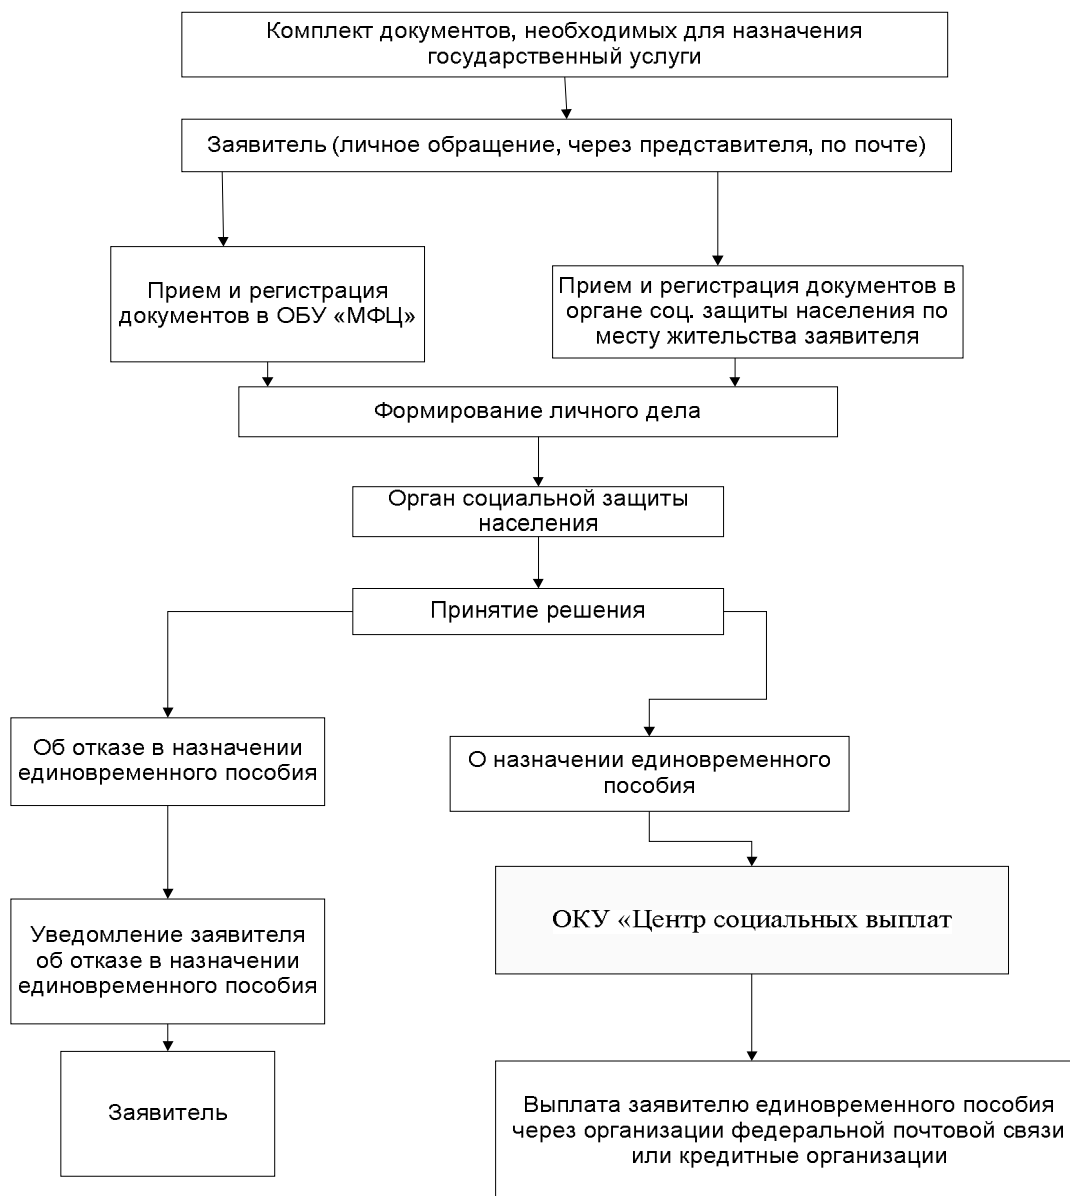 Комплект документов, необходимых для назначения
государственный услуги
Заявитель (личное обращение, через представителя, по почте)
Прием и регистрация
документов в ОБУ «МФЦ»
Прием и регистрация документов в
органе соц. защиты населения по
месту жительства заявителя
Формирование личного дела
Орган социальной защиты
населения
Принятие решения
Об отказе в назначении
единовременного пособия
О назначении единовременного
пособия
Уведомление заявителя
об отказе в назначении
единовременного пособия
ОКУ «Центр социальных выплат
Заявитель
Выплата заявителю единовременного пособия
через организации федеральной почтовой связи
или кредитные организации